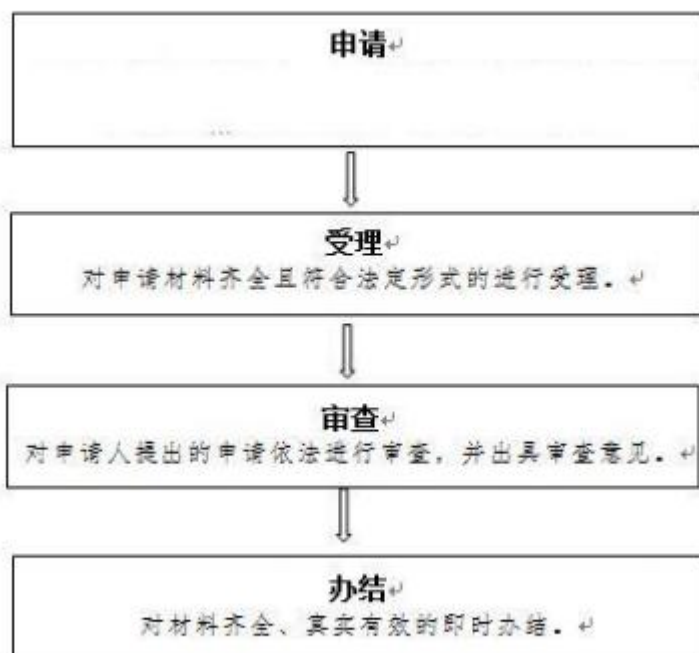 申请
受理
对申请材料齐全且符合法定形式的进行受理。
审查
对申请人提出的申请依法进行审查，并出具审查意见。
办结
对材料齐全、真实有效的即时办结。